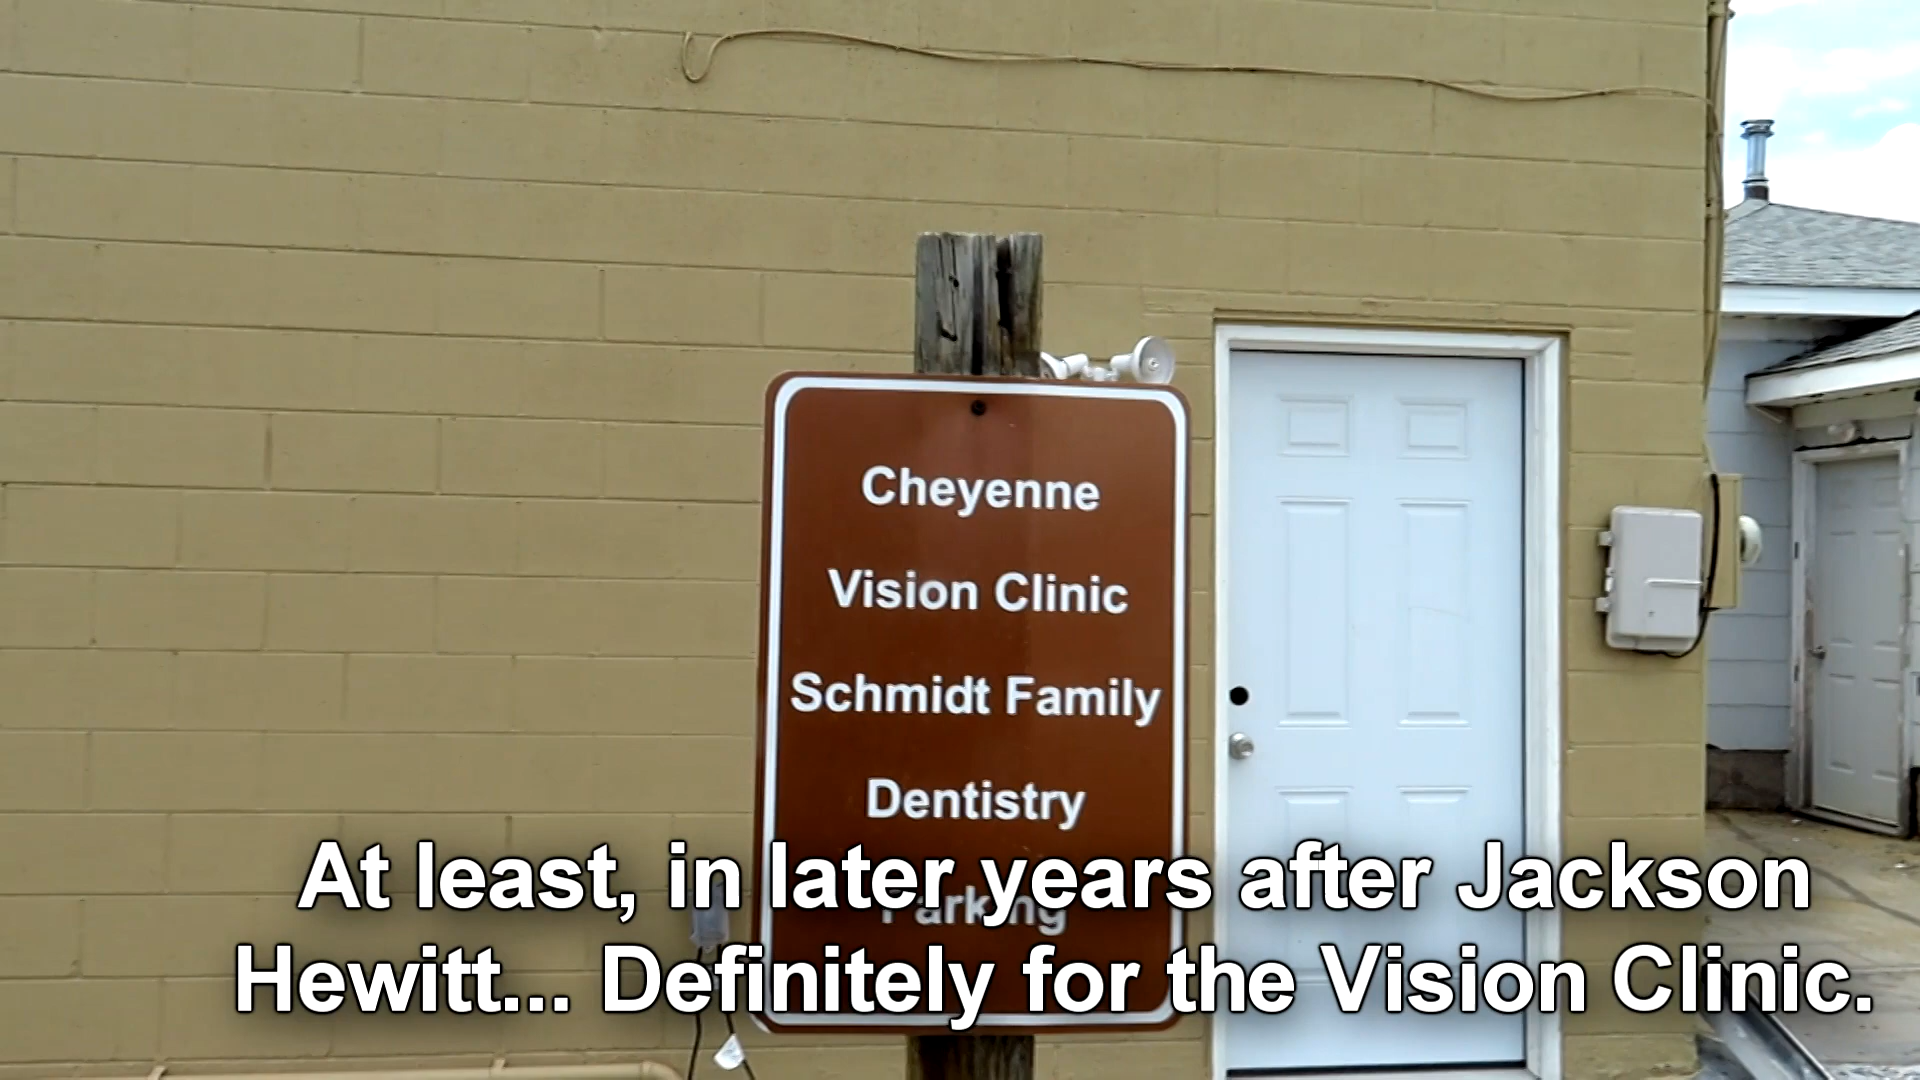 Cheyenne
Vision Clinic
Schmidt Family
Dentistry
Parking
At least, in later years after Jackson
Hewitt... Definitely for the Vision Clinic.